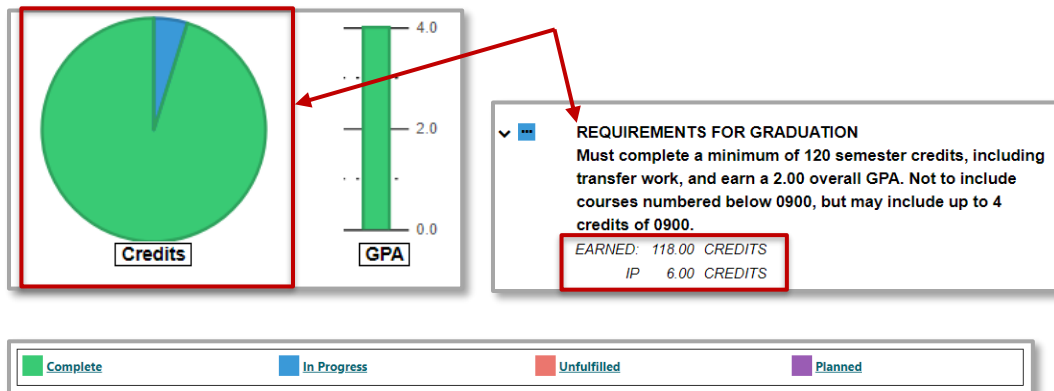 4.0
2.0
0.0
Credits
GPA
REQUIREMENTS FOR GRADUATION
Must complete a minimum of 120 semester credits, including
transfer work, and earn a 2.00 overall GPA. Not to include
courses numbered below 0900, but may include up to 4
credits of 0900.
EARNED: 118.00 CREDITS
IP 6.00 CREDITS
Complete In Progress Unfulfilled Planned